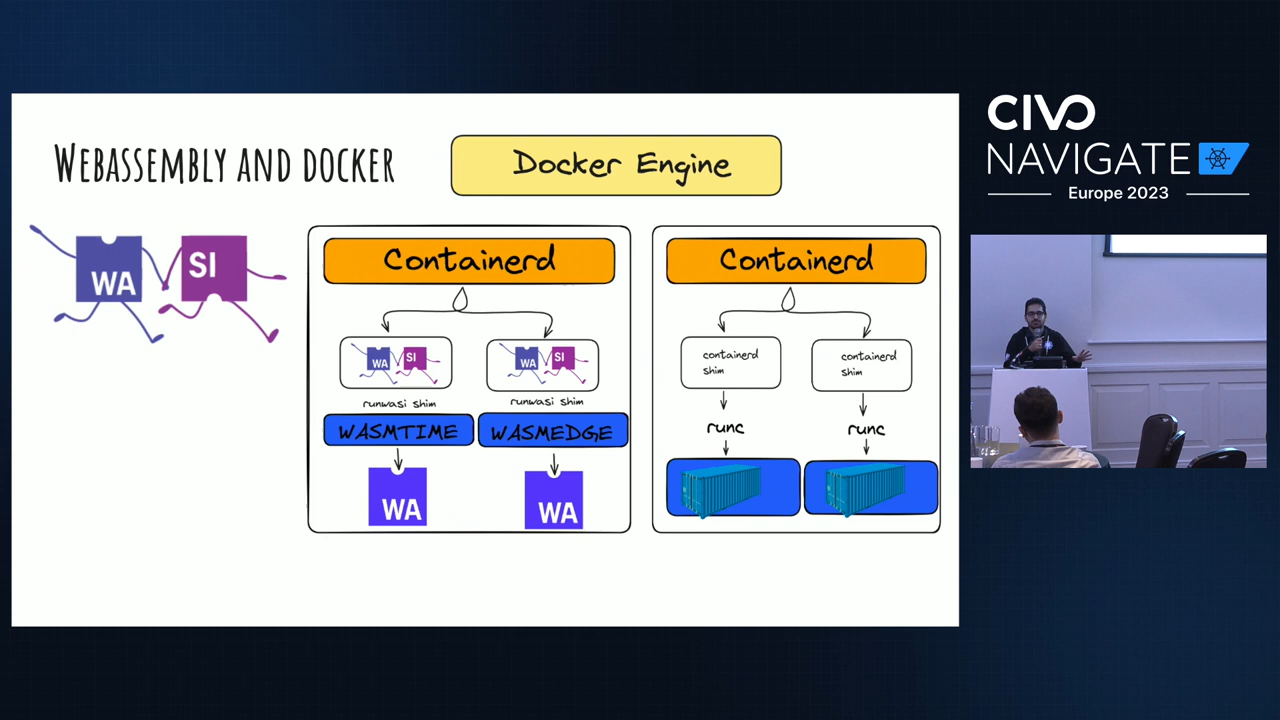 WEBASSEMBLY AND DOCKER
Docker Engine
WA SI
Containerd
WA SI
WA SI
runwasi shim
runwasi shim
WASMTIME
WASMEDGE
WA
WA
Containerd
containerd
shim
containerd
shim
runc
runc
CIVO
NAVIGATE
Europe 2023